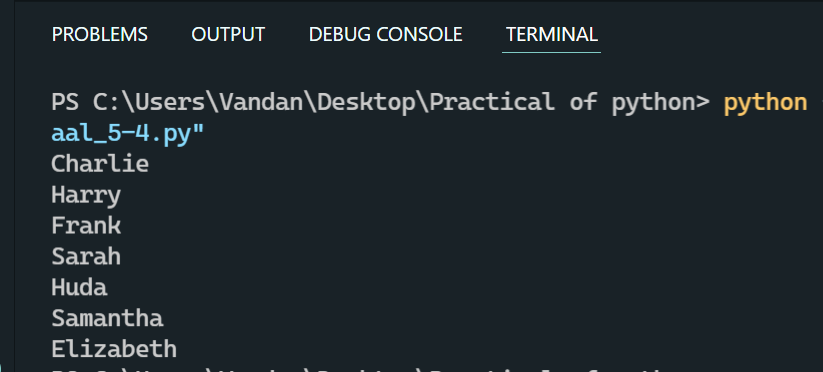 PROBLEMS OUTPUT DEBUG CONSOLE TERMINAL
PS C:\Users\Vandan\Desktop\Practical of python> python
aal_5-4.py"
Charlie
Harry
Frank
Sarah
Huda
Samantha
Elizabeth